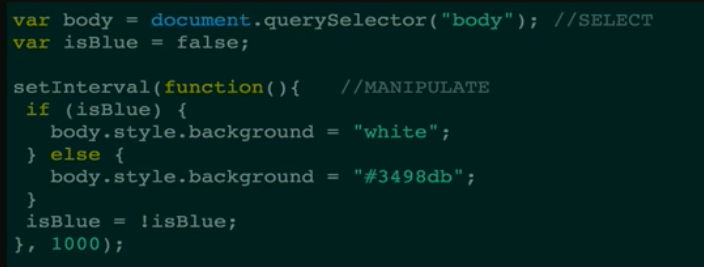 var body = document.querySelector("body"); //SELECT
var isBlue = false;
setInterval(function(){ //MANIPULATE
if (isBlue) {
body.style.background = "white";
} else {
body.style.background = "#3498db";
}
isBlue = !isBlue;
}, 1000);